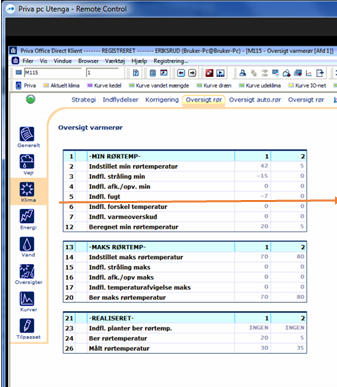 Priva pc Utenga - Remote Control
Priva Office Direct Klient ------- REGISTRERET ------- ERIKSRUD (Bruker-Pc@Bruker-Pc) - [M115 - Oversigt varmerør [Afd 1]]
Filer Vis Vindue Browser Værktøj Hjælp Registrering...
M115 1
Priva Aktuelt klima Kurve kedel Kurve vandet mængde Kurve dræn Kurve udeklima Kurve IO-net
Strategi Indflydelser Korrigering Oversigt rør Oversigt auto.rør Oversigt rør
Oversigt varmerør
Generelt
Vejr
Klima
Energi
Vand
Oversigter
Kurver
Tilpasset
1 -MIN RØRTEMP- 1 2
2 Indstillet min rørtemperatur 42 5
3 Indfl. stråling min -15 0
4 Indfl. afk./opv. min 0 0
5 Indfl. fugt -7 0
6 Indfl. forskel temperatur 0 0
7 Indfl. varmeoverskud 0 0
12 Beregnet min rørtemperatur 20 5
13 -MAKS RØRTEMP- 1 2
14 Indstillet maks rørtemperatur 70 80
15 Indfl. stråling maks 0 0
16 Indfl. afk./opv maks 0 0
17 Indfl. temperaturafvigelse maks 0 0
20 Ber maks rørtemperatur 70 80
21 -REALISERET- 1 2
23 Indfl. planter ber rørtemp. INGEN INGEN
24 Ber rørtemperatur 20 5
26 Målt rørtemperatur 30 35